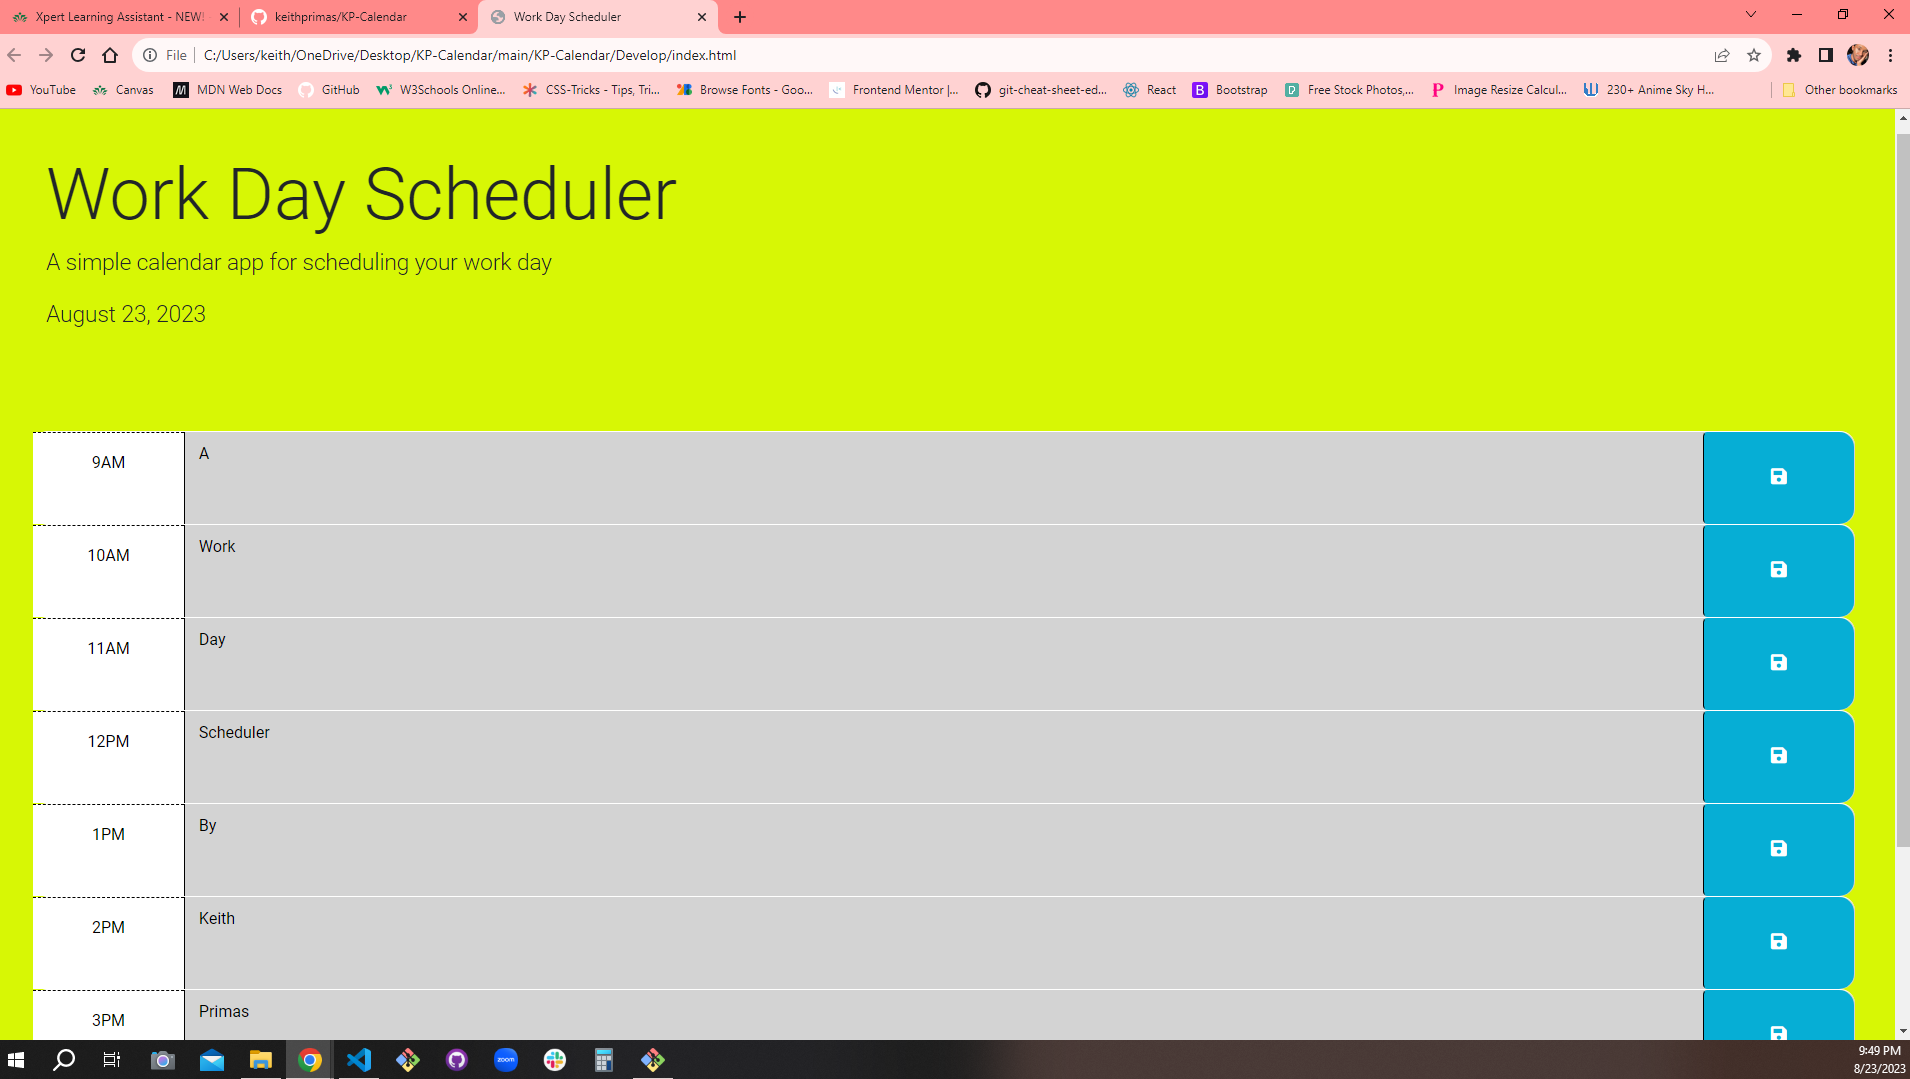 Xpert Learning Assistant - NEW!
keithprimas/KP-Calendar
Work Day Scheduler
File
C:/Users/keith/OneDrive/Desktop/KP-Calendar/main/KP-Calendar/Develop/index.html
YouTube
Canvas
M
MDN Web Docs
GitHub
W3Schools Online...
CSS-Tricks - Tips, Tri...
Browse Fonts - Goo...
Frontend Mentor |...
git-cheat-sheet-ed...
React
B
Bootstrap
Free Stock Photos,...
P
Image Resize Calcul...
230+ Anime Sky H...
Other bookmarks
Work Day Scheduler
A simple calendar app for scheduling your work day
August 23, 2023
9AM
A
10AM
Work
11AM
Day
12PM
Scheduler
1PM
By
2PM
Keith
3PM
Primas
zoom
9:49 PM
8/23/2023